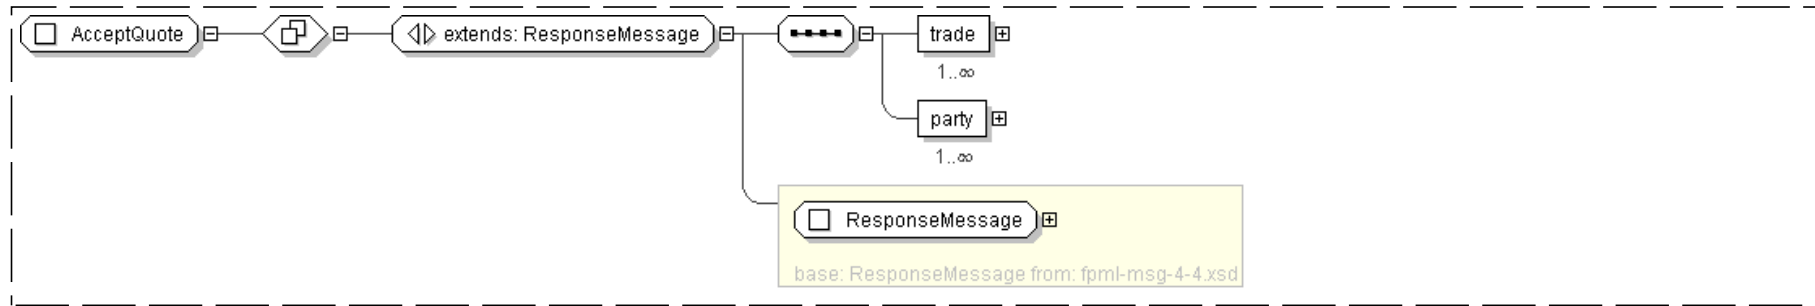 AcceptQuote
extends: ResponseMessage
trade
1..∞
party
1..∞
ResponseMessage
base: ResponseMessage from: fpml-msg-4-4.xsd